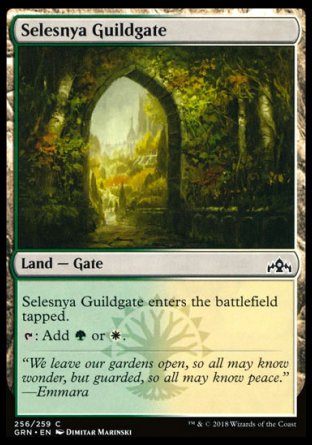 Selesnya Guildgate
Land — Gate
Selesnya Guildgate enters the battlefield
tapped.
: Add or .
“We leave our gardens open, so all may know
wonder, but guarded, so all may know peace.”
—Emmara
256/259 C
GRN • EN DIMITAR MARINSKI
™ & © 2018 Wizards of the Coast